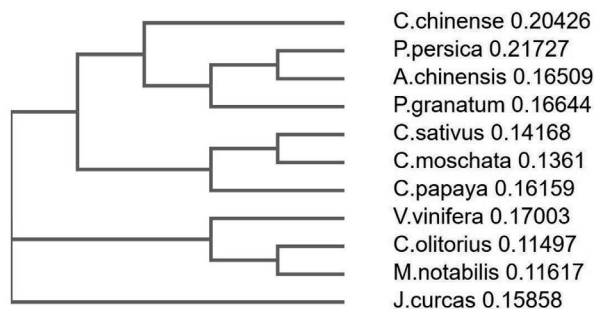 C.chinense 0.20426
P.persica 0.21727
A.chinensis 0.16509
P.granatum 0.16644
C.sativus 0.14168
C.moschata 0.1361
C.papaya 0.16159
V.vinifera 0.17003
C.olitorius 0.11497
M.notabilis 0.11617
J.curcas 0.15858